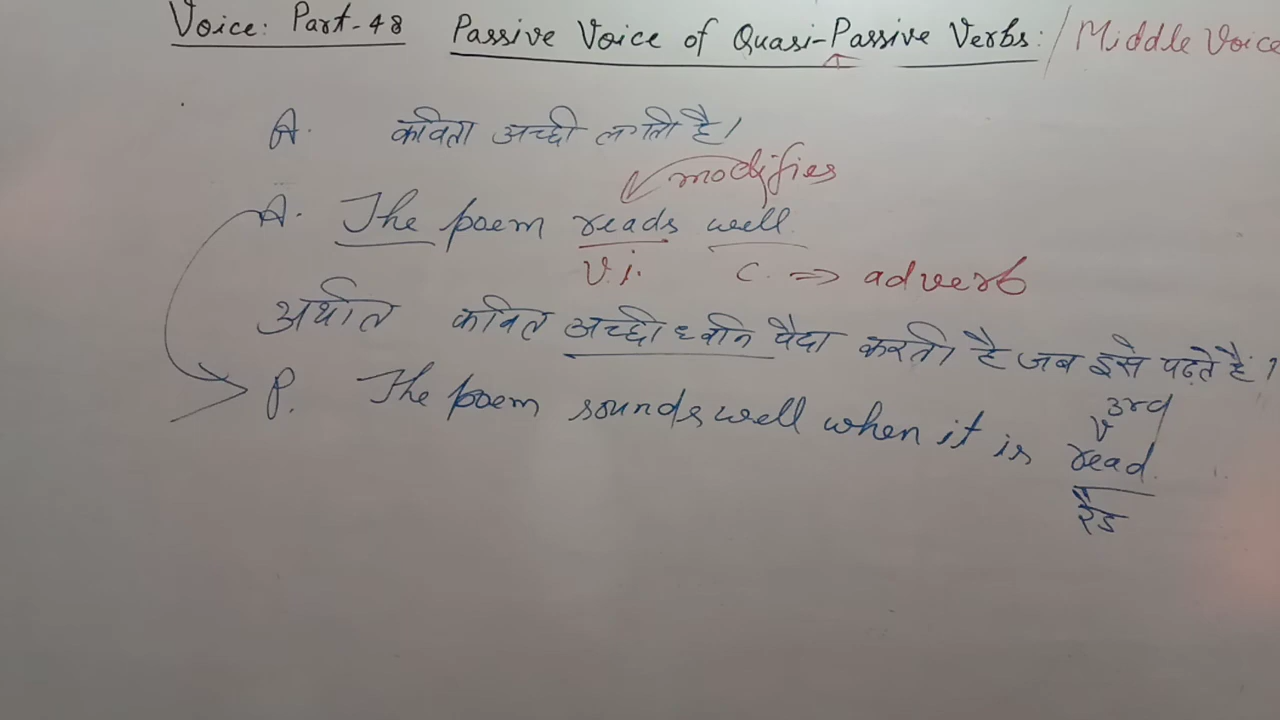 Voice: Part-48 Passive Voice of Quasi-Passive Verbs: / Middle Voice
A. कविता अच्छी लगती है।
modifies
A. The poem reads well.
V.i. C. => adverb
अर्थात कविता अच्छी ध्वनि पैदा करती है जब इसे पढ़ते हैं।
3rd
V
P. The poem sounds well when it is read.
रैड